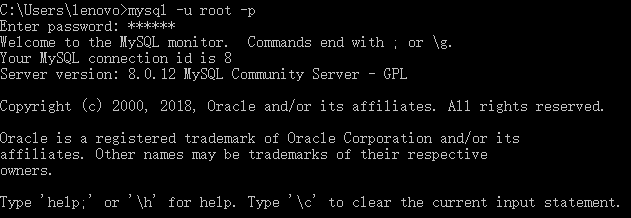 C:\Users\lenovo>mysql -u root -p
Enter password: ******
Welcome to the MySQL monitor.  Commands end with ; or \g.
Your MySQL connection id is 8
Server version: 8.0.12 MySQL Community Server - GPL
Copyright (c) 2000, 2018, Oracle and/or its affiliates. All rights reserved.
Oracle is a registered trademark of Oracle Corporation and/or its
affiliates. Other names may be trademarks of their respective
owners.
Type 'help;' or '\h' for help. Type '\c' to clear the current input statement.